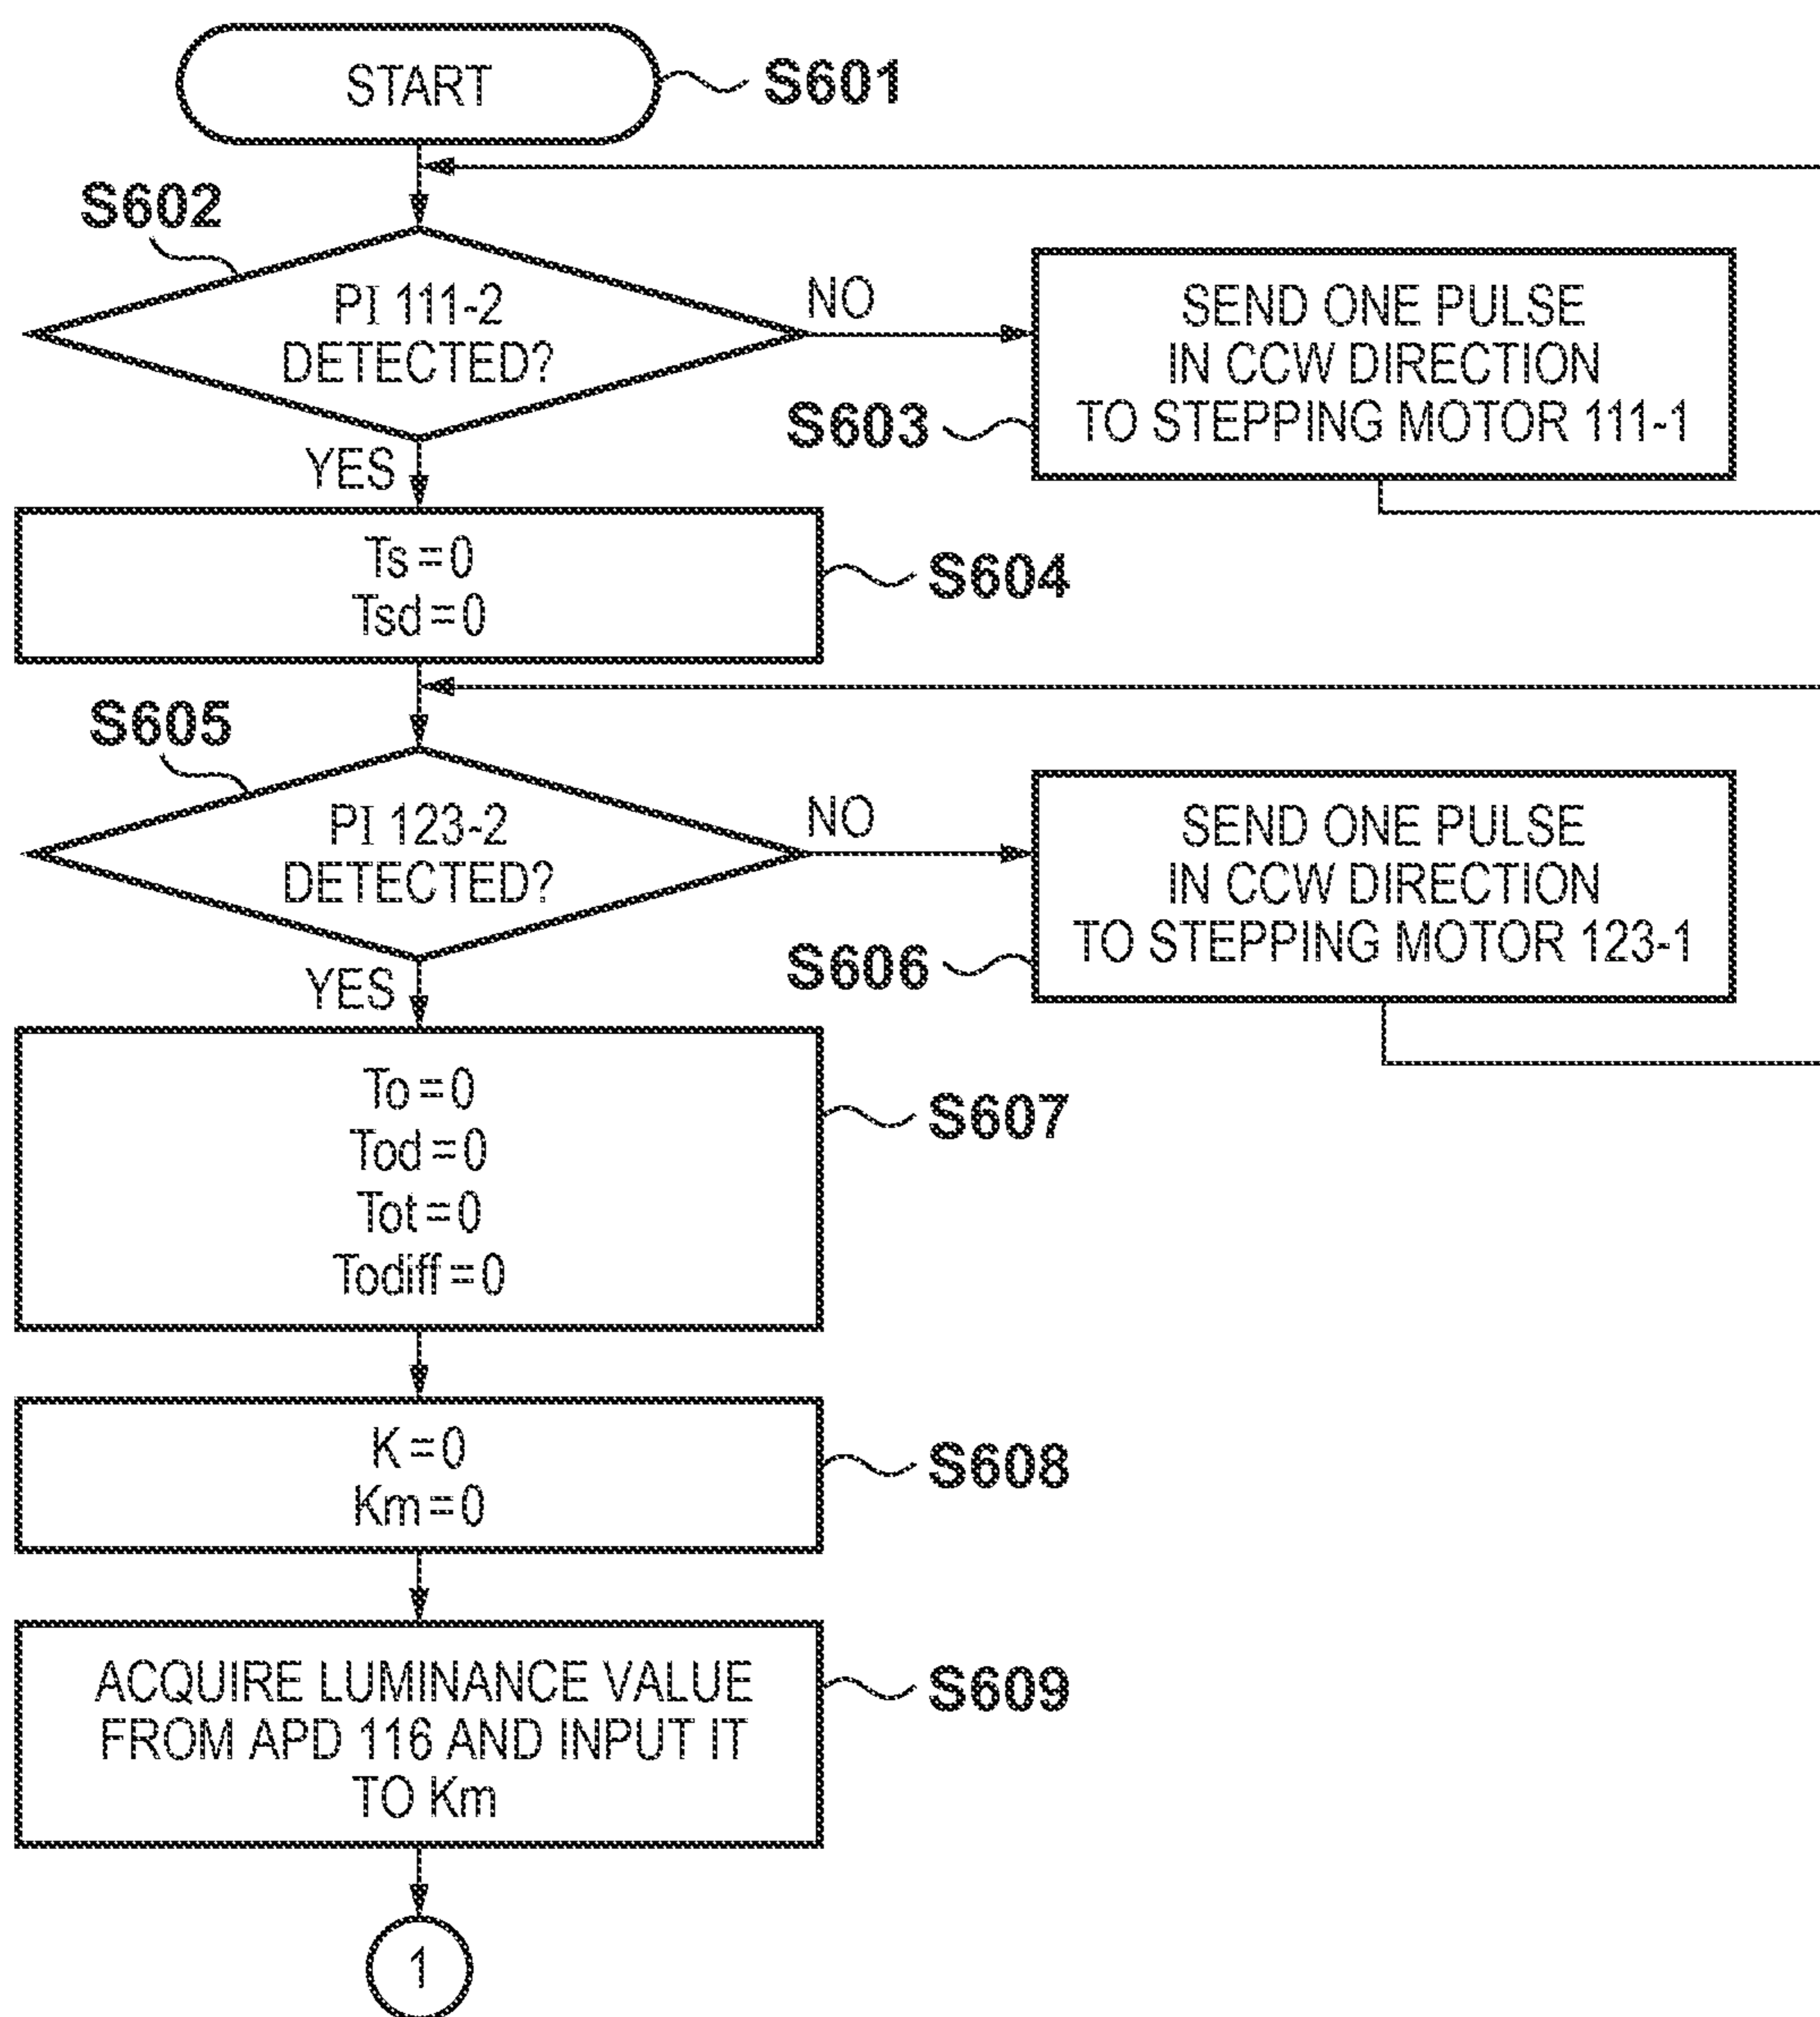 START
S601
S602
PI 111-2
DETECTED?
NO
SEND ONE PULSE
IN CCW DIRECTION
TO STEPPING MOTOR 111-1
S603
YES
Ts=0
Tsd=0
S604
S605
PI 123-2
DETECTED?
NO
SEND ONE PULSE
IN CCW DIRECTION
TO STEPPING MOTOR 123-1
S606
YES
To=0
Tod=0
Tot=0
Todiff=0
S607
K=0
Km=0
S608
ACQUIRE LUMINANCE VALUE
FROM APD 116 AND INPUT IT
TO Km
S609
1